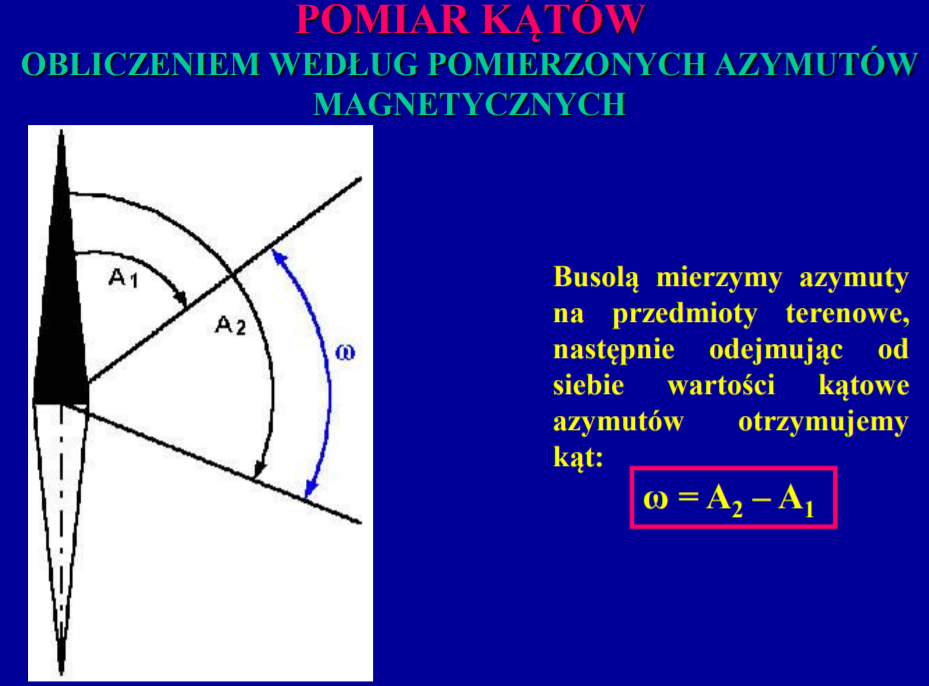 POMIAR KĄTÓW
OBLICZENIEM WEDŁUG POMIERZONYCH AZYMUTÓW
MAGNETYCZNYCH
A1
A2
ω
Busolą mierzymy azymuty
na przedmioty terenowe,
następnie odejmując od
siebie wartości kątowe
azymutów otrzymujemy
kąt:
ω = A₂ – A₁